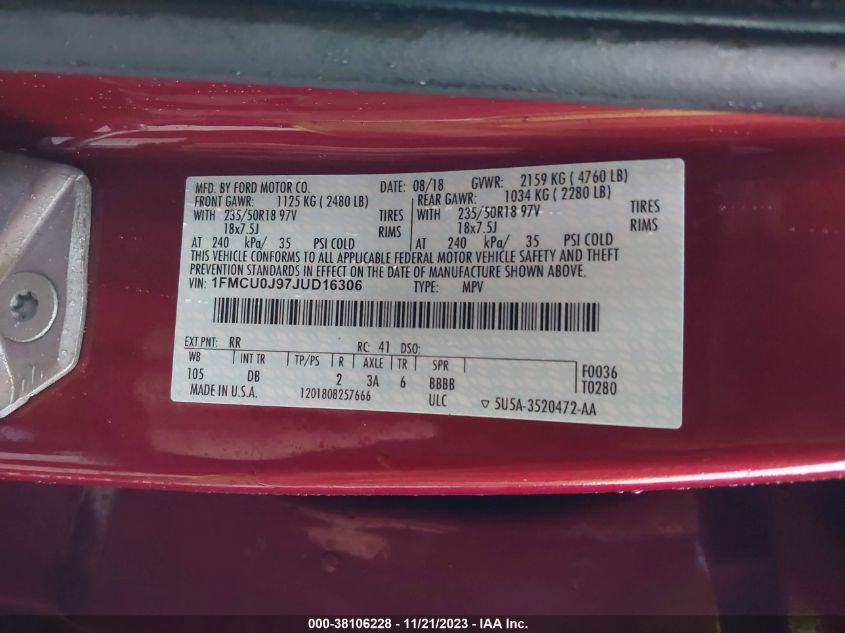 MFD. BY FORD MOTOR CO. DATE: 08/18 GVWR: 2159 KG ( 4760 LB)
FRONT GAWR: 1125 KG ( 2480 LB) REAR GAWR: 1034 KG ( 2280 LB)
WITH 235/50R18 97V TIRES WITH 235/50R18 97V TIRES
18x7.5J RIMS 18x7.5J RIMS
AT 240 kPa/ 35 PSI COLD AT 240 kPa/ 35 PSI COLD
THIS VEHICLE CONFORMS TO ALL APPLICABLE FEDERAL MOTOR VEHICLE SAFETY AND THEFT
PREVENTION STANDARDS IN EFFECT ON THE DATE OF MANUFACTURE SHOWN ABOVE.
VIN: 1FMCU0J97JUD16306 TYPE: MPV
EXT PNT: RR RC: 41 DSO:
WB INT TR TP/PS R AXLE TR SPR F0036
105 DB 2 3A 6 BBBB T0280
MADE IN U.S.A. 1201808257666 ULC ▽ 5U5A-3520472-AA
000-38106228 - 11/21/2023 - IAA Inc.